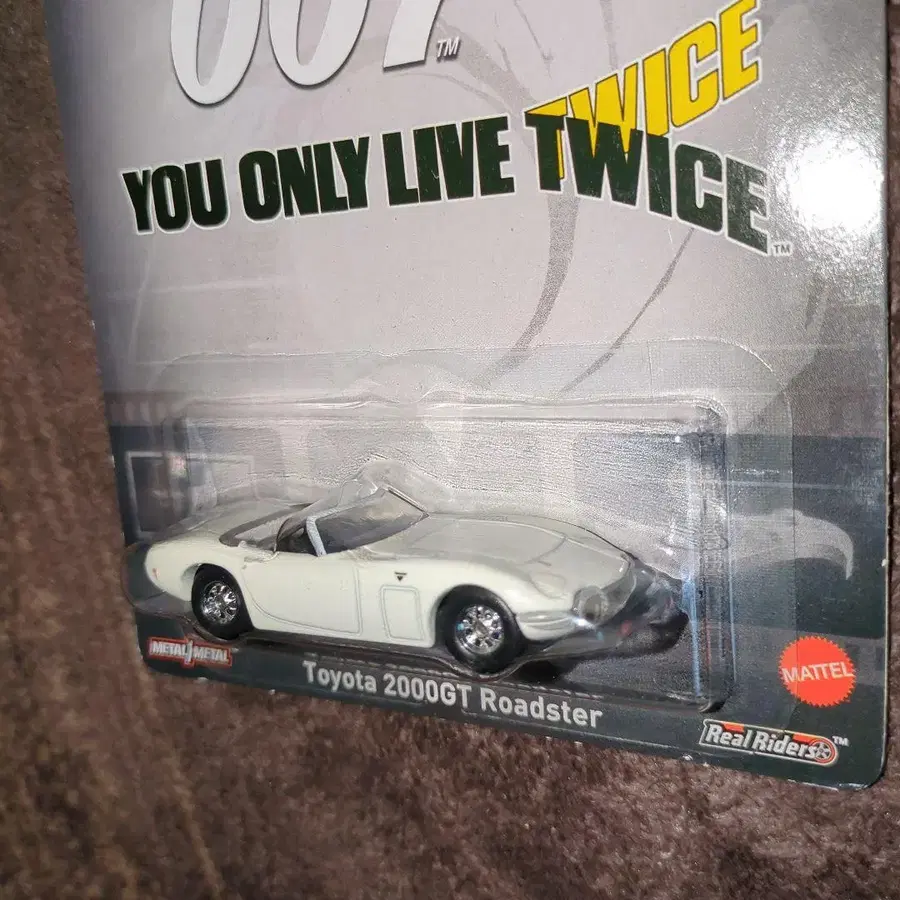 007™
TWICE
YOU ONLY LIVE TWICE™
METAL/METAL
Toyota 2000GT Roadster
MATTEL
Real Riders™